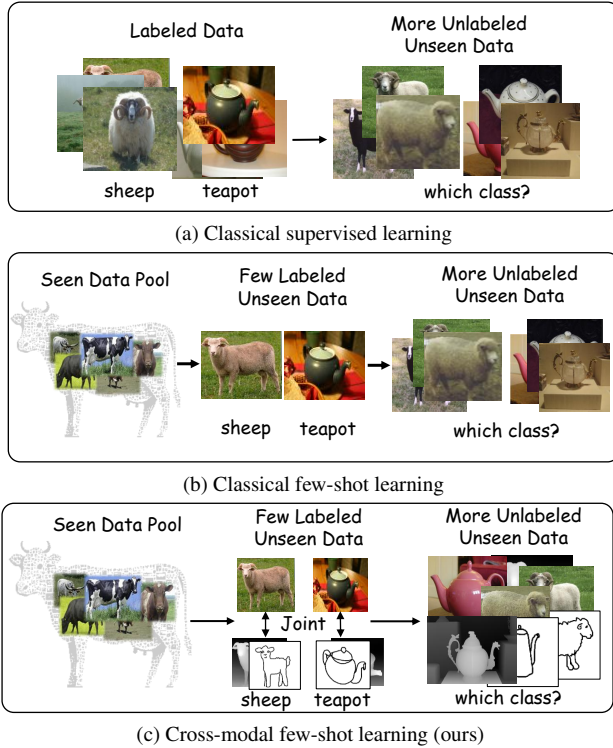 Labeled Data
More Unlabeled
Unseen Data
sheep
teapot
which class?
(a) Classical supervised learning
Seen Data Pool
Few Labeled
Unseen Data
More Unlabeled
Unseen Data
sheep
teapot
which class?
(b) Classical few-shot learning
Seen Data Pool
Few Labeled
Unseen Data
More Unlabeled
Unseen Data
Joint
sheep
teapot
which class?
(c) Cross-modal few-shot learning (ours)